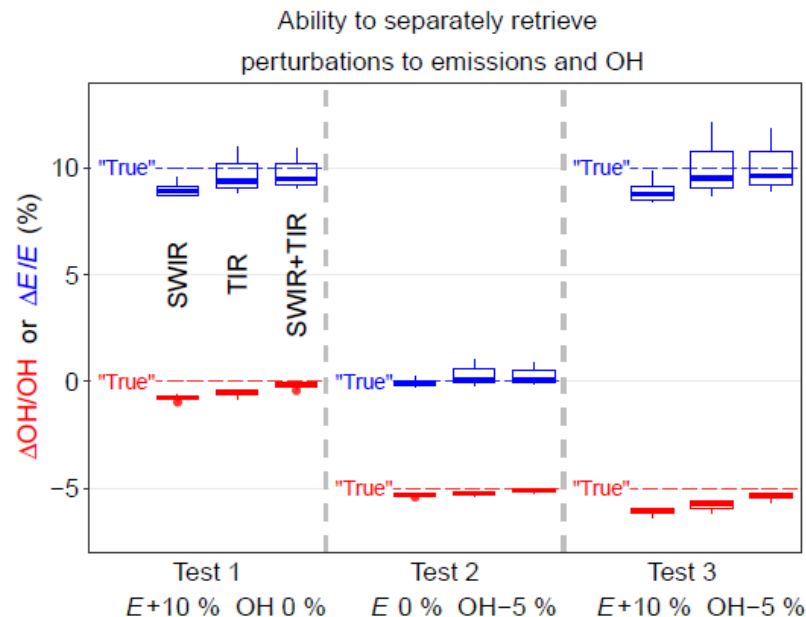 Ability to separately retrieve
perturbations to emissions and OH
ΔOH/OH or ΔE/E (%)
10
5
0
−5
"True"
"True"
SWIR
TIR
SWIR+TIR
"True"
"True"
"True"
"True"
Test 1
Test 2
Test 3
E+10 % OH 0 %
E 0 % OH−5 %
E+10 % OH−5 %